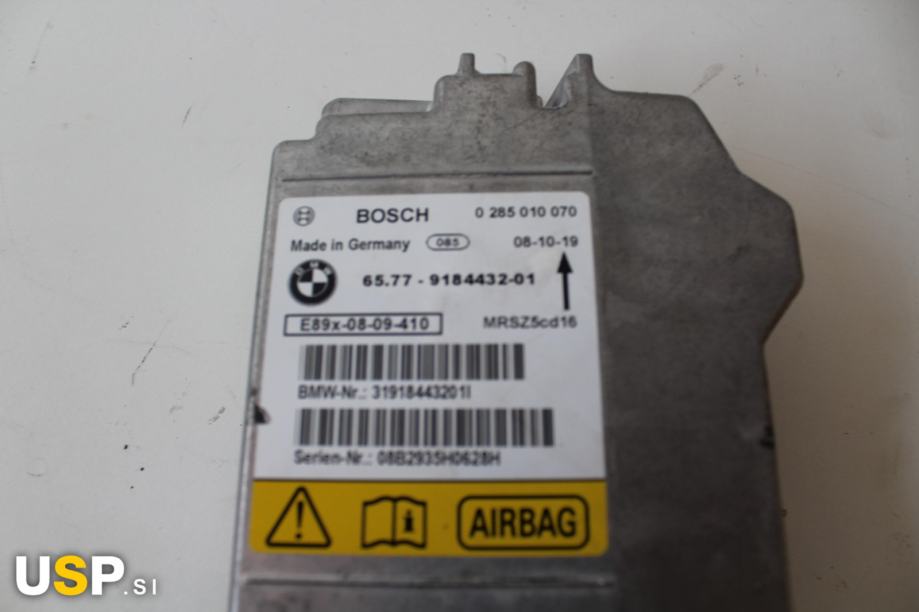 BOSCH 0 285 010 070
Made in Germany 085 08-10-19
BMW
65.77 - 9184432-01
E89x-08-09-410 MRSZ5cd16
BMW-Nr.: 31918443201I
Serien-Nr.: 08B2935H0628H
AIRBAG
USP.SI